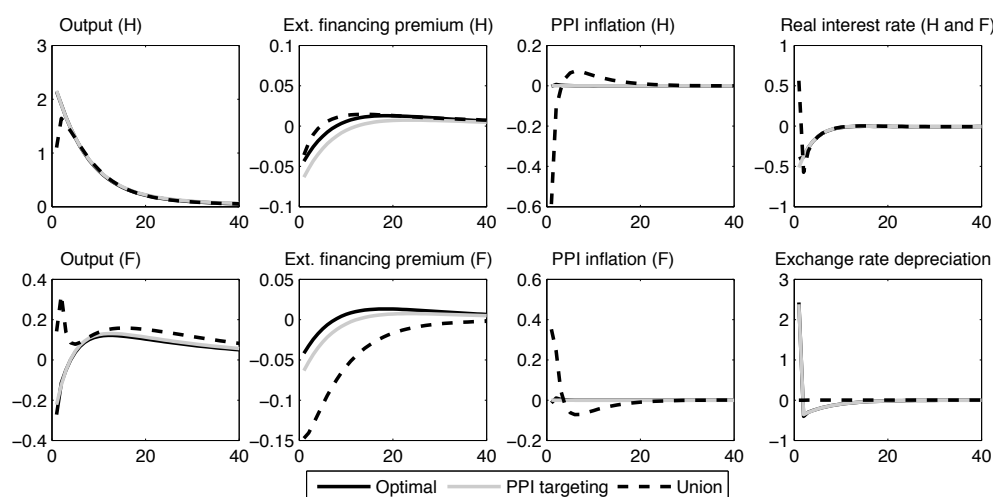 Output (H)
Ext. financing premium (H)
PPI inflation (H)
Real interest rate (H and F)
3
2
1
0
0 20 40
0.1
0.05
0
−0.05
−0.1
0 20 40
0.2
0
−0.2
−0.4
−0.6
0 20 40
1
0.5
0
−0.5
−1
0 20 40
Output (F)
Ext. financing premium (F)
PPI inflation (F)
Exchange rate depreciation
0.4
0.2
0
−0.2
−0.4
0 20 40
0.05
0
−0.05
−0.1
−0.15
0 20 40
0.6
0.4
0.2
0
−0.2
0 20 40
3
2
1
0
−1
0 20 40
Optimal PPI targeting Union